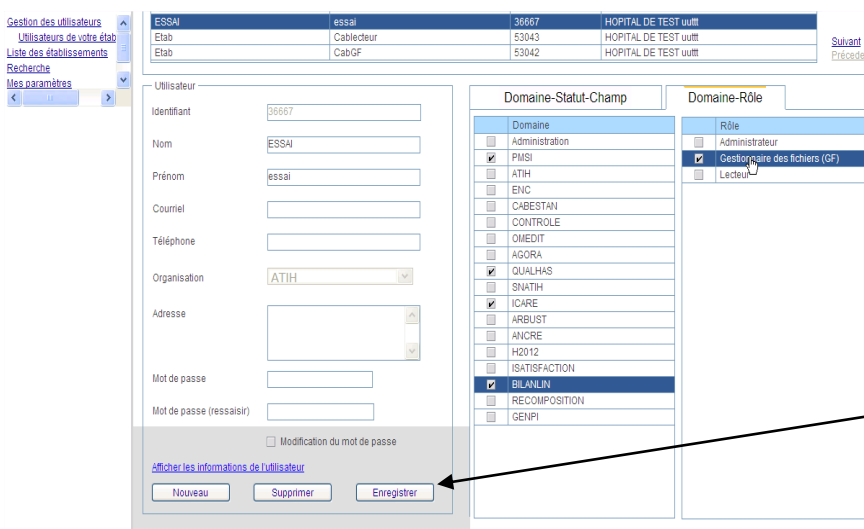 Gestion des utilisateurs
Utilisateurs de votre étab
Liste des établissements
Recherche
Mes paramètres
ESSAI essai 36667 HOPITAL DE TEST uuttt
Etab Cablecteur 53043 HOPITAL DE TEST uuttt
Etab CabGF 53042 HOPITAL DE TEST uuttt
Suivant
Précede
Utilisateur
Identifiant 36667
Nom ESSAI
Prénom essai
Courriel
Téléphone
Organisation ATIH
Adresse
Mot de passe
Mot de passe (ressaisir)
Modification du mot de passe
Afficher les informations de l'utilisateur
Nouveau Supprimer Enregistrer
Domaine-Statut-Champ Domaine-Rôle
Domaine
Administration
PMSI
ATIH
ENC
CABESTAN
CONTROLE
OMEDIT
AGORA
QUALHAS
SNATIH
ICARE
ARBUST
ANCRE
H2012
ISATISFACTION
BILANLIN
RECOMPOSITION
GENPI
Rôle
Administrateur
Gestionnaire des fichiers (GF)
Lecteur